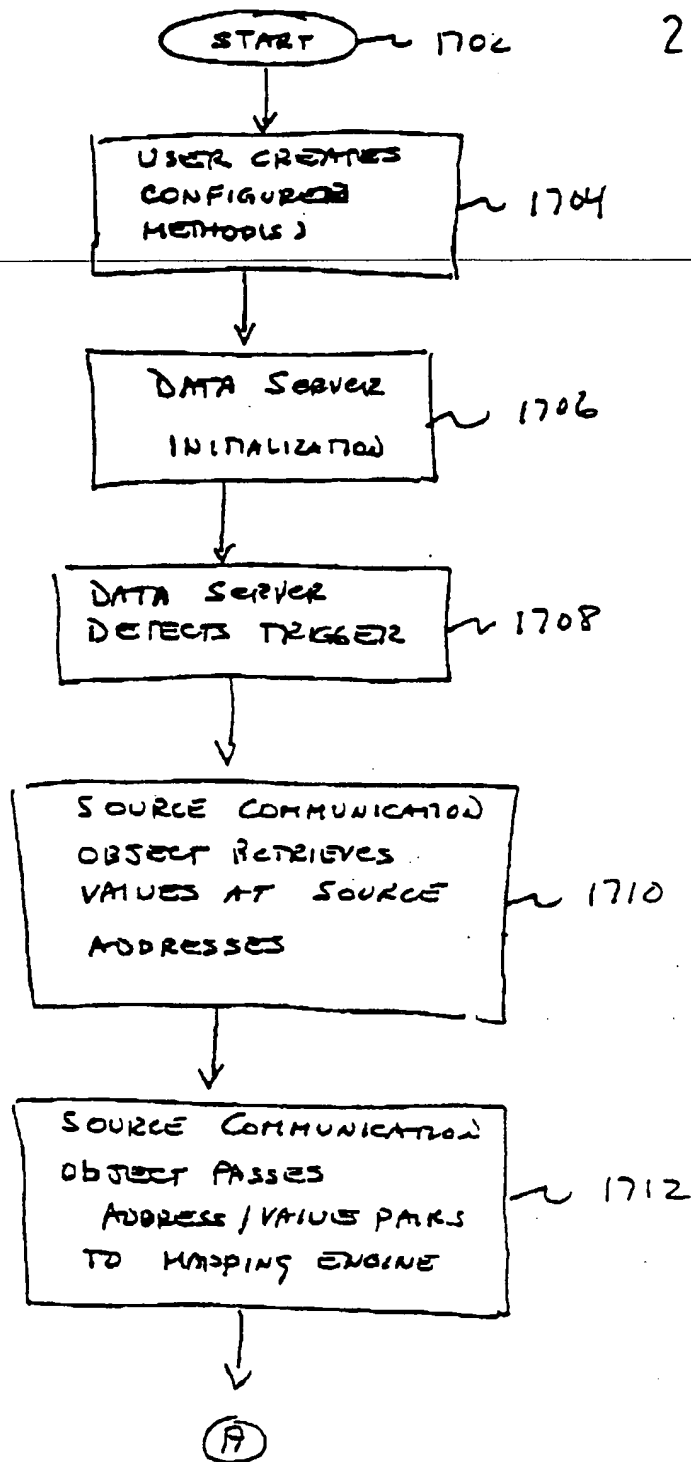 START 1702 2
USER CREATES
CONFIGURED 1704
METHOD(S)
DATA SERVER 1706
INITIALIZATION
DATA SERVER
DETECTS TRIGGER 1708
SOURCE COMMUNICATION
OBJECT RETRIEVES
VALUES AT SOURCE 1710
ADDRESSES
SOURCE COMMUNICATION
OBJECT PASSES
ADDRESS/VALUE PAIRS 1712
TO MAPPING ENGINE
A